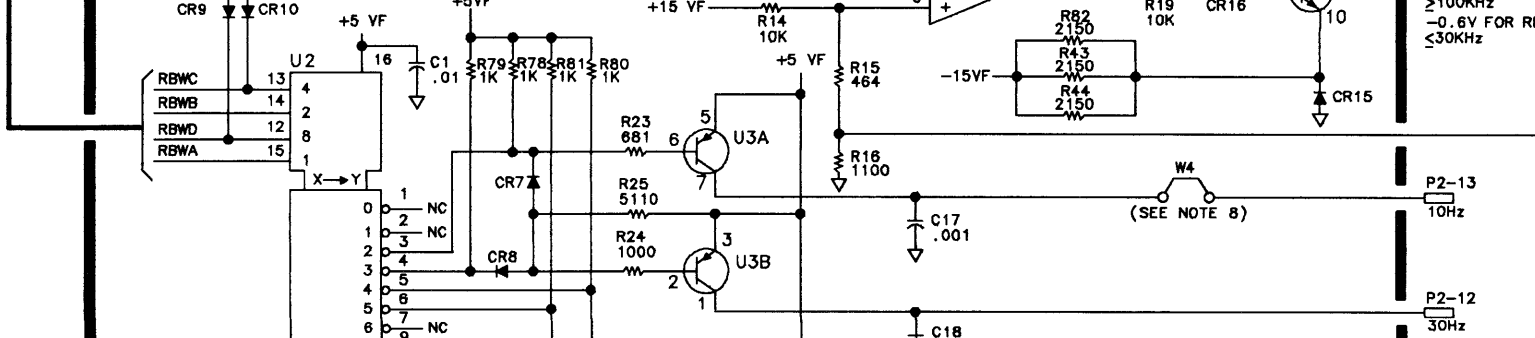 CR9 CR10
+5 VF
+5VF
+15 VF
R14
10K
+
R19
10K
CR16
10
≥100KHz
-0.6V FOR
≤30KHz
U2
16
C1
.01
R79
1K
R78
1K
R81
1K
R80
1K
+5 VF
R15
464
R82
2150
R43
2150
R44
2150
-15VF
CR15
RBWC 13 4
RBWB 14 2
RBWD 12 8
RBWA 15 1
X→Y
R23
681
6
5
7
U3A
R16
1100
CR7
R25
5110
W4
(SEE NOTE 8)
P2-13
10Hz
C17
.001
0 1 NC
1 2 NC
2 3
3 4
4 5
5 6
6 7 NC
9
CR8
R24
1000
2
3
1
U3B
P2-12
30Hz
C18